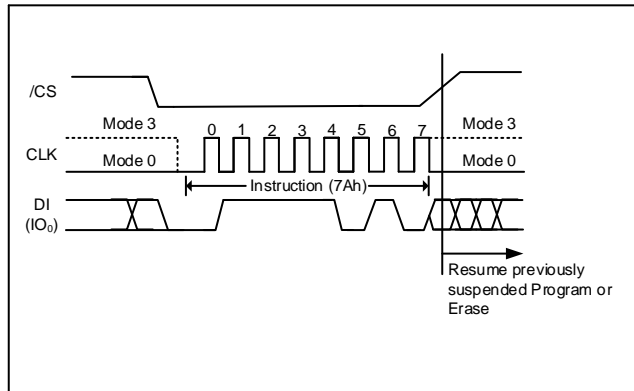 /CS
Mode 3
0 1 2 3 4 5 6 7
Mode 3
CLK
Mode 0
Mode 0
Instruction (7Ah)
DI
(IO₀)
Resume previously
suspended Program or
Erase